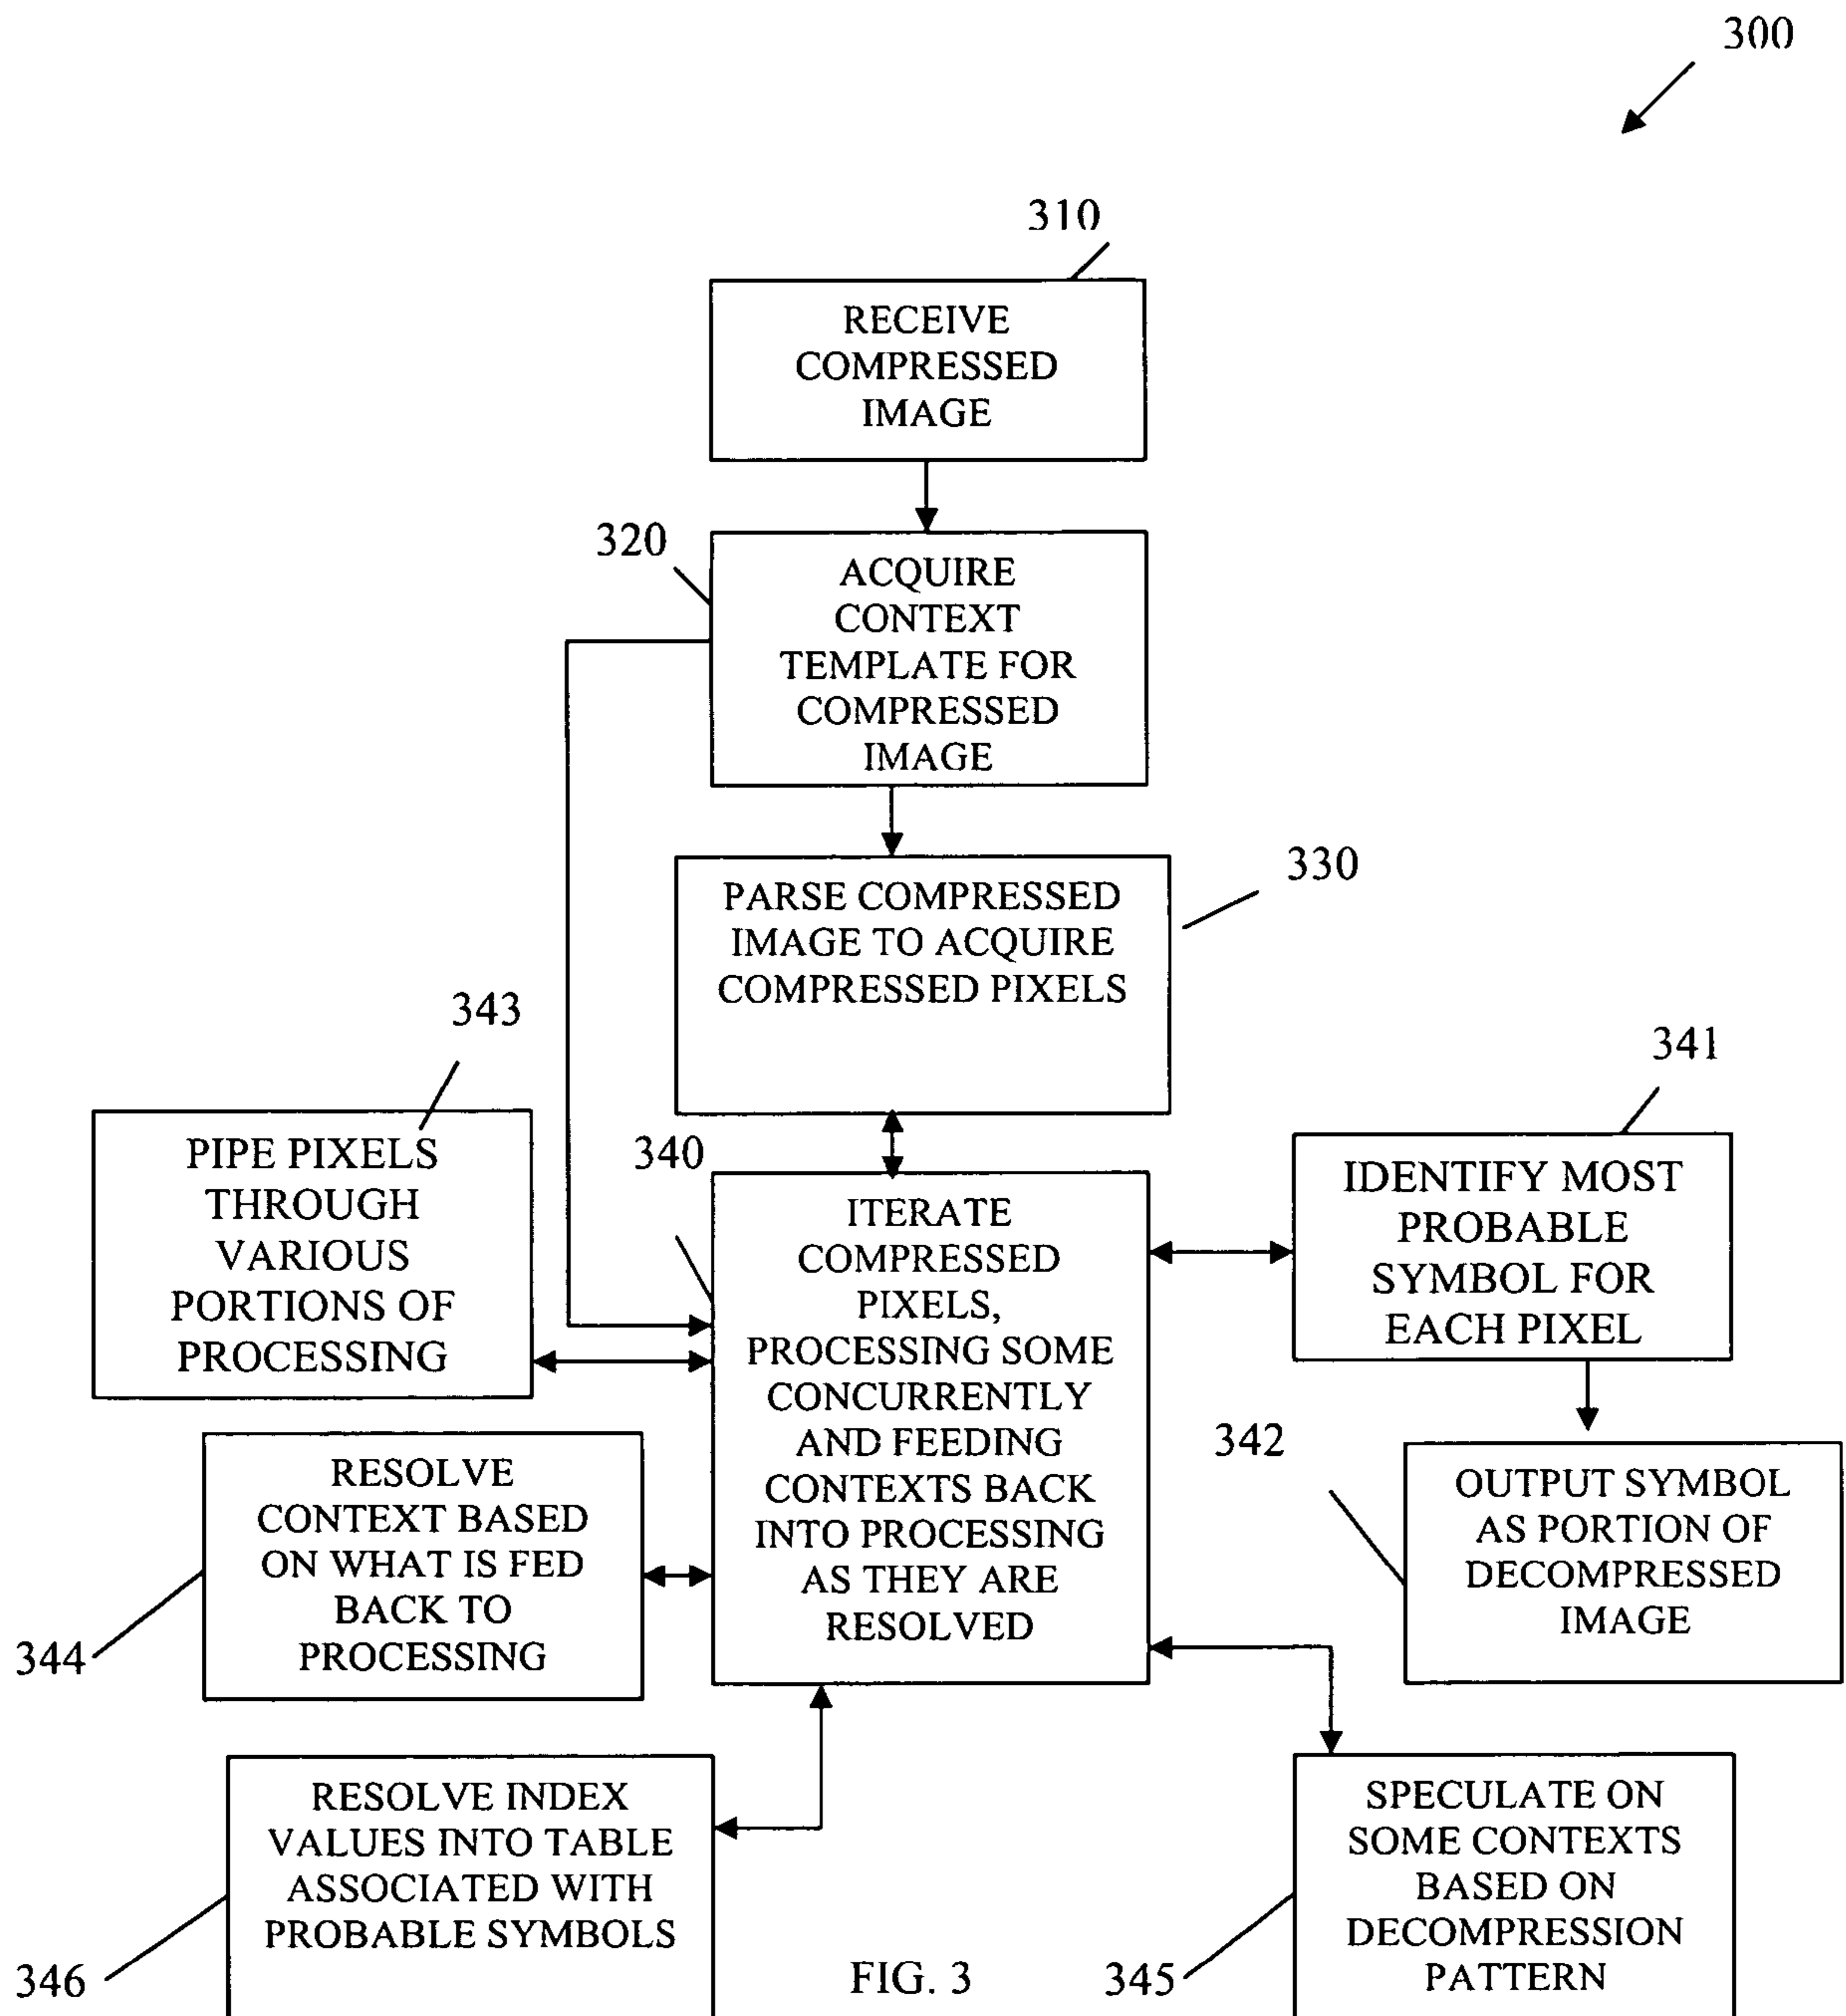 300
310
RECEIVE
COMPRESSED
IMAGE
320
ACQUIRE
CONTEXT
TEMPLATE FOR
COMPRESSED
IMAGE
330
PARSE COMPRESSED
IMAGE TO ACQUIRE
COMPRESSED PIXELS
343
PIPE PIXELS
THROUGH
VARIOUS
PORTIONS OF
PROCESSING
340
ITERATE
COMPRESSED
PIXELS,
PROCESSING SOME
CONCURRENTLY
AND FEEDING
CONTEXTS BACK
INTO PROCESSING
AS THEY ARE
RESOLVED
341
IDENTIFY MOST
PROBABLE
SYMBOL FOR
EACH PIXEL
342
OUTPUT SYMBOL
AS PORTION OF
DECOMPRESSED
IMAGE
344
RESOLVE
CONTEXT BASED
ON WHAT IS FED
BACK TO
PROCESSING
346
RESOLVE INDEX
VALUES INTO TABLE
ASSOCIATED WITH
PROBABLE SYMBOLS
345
SPECULATE ON
SOME CONTEXTS
BASED ON
DECOMPRESSION
PATTERN
FIG. 3